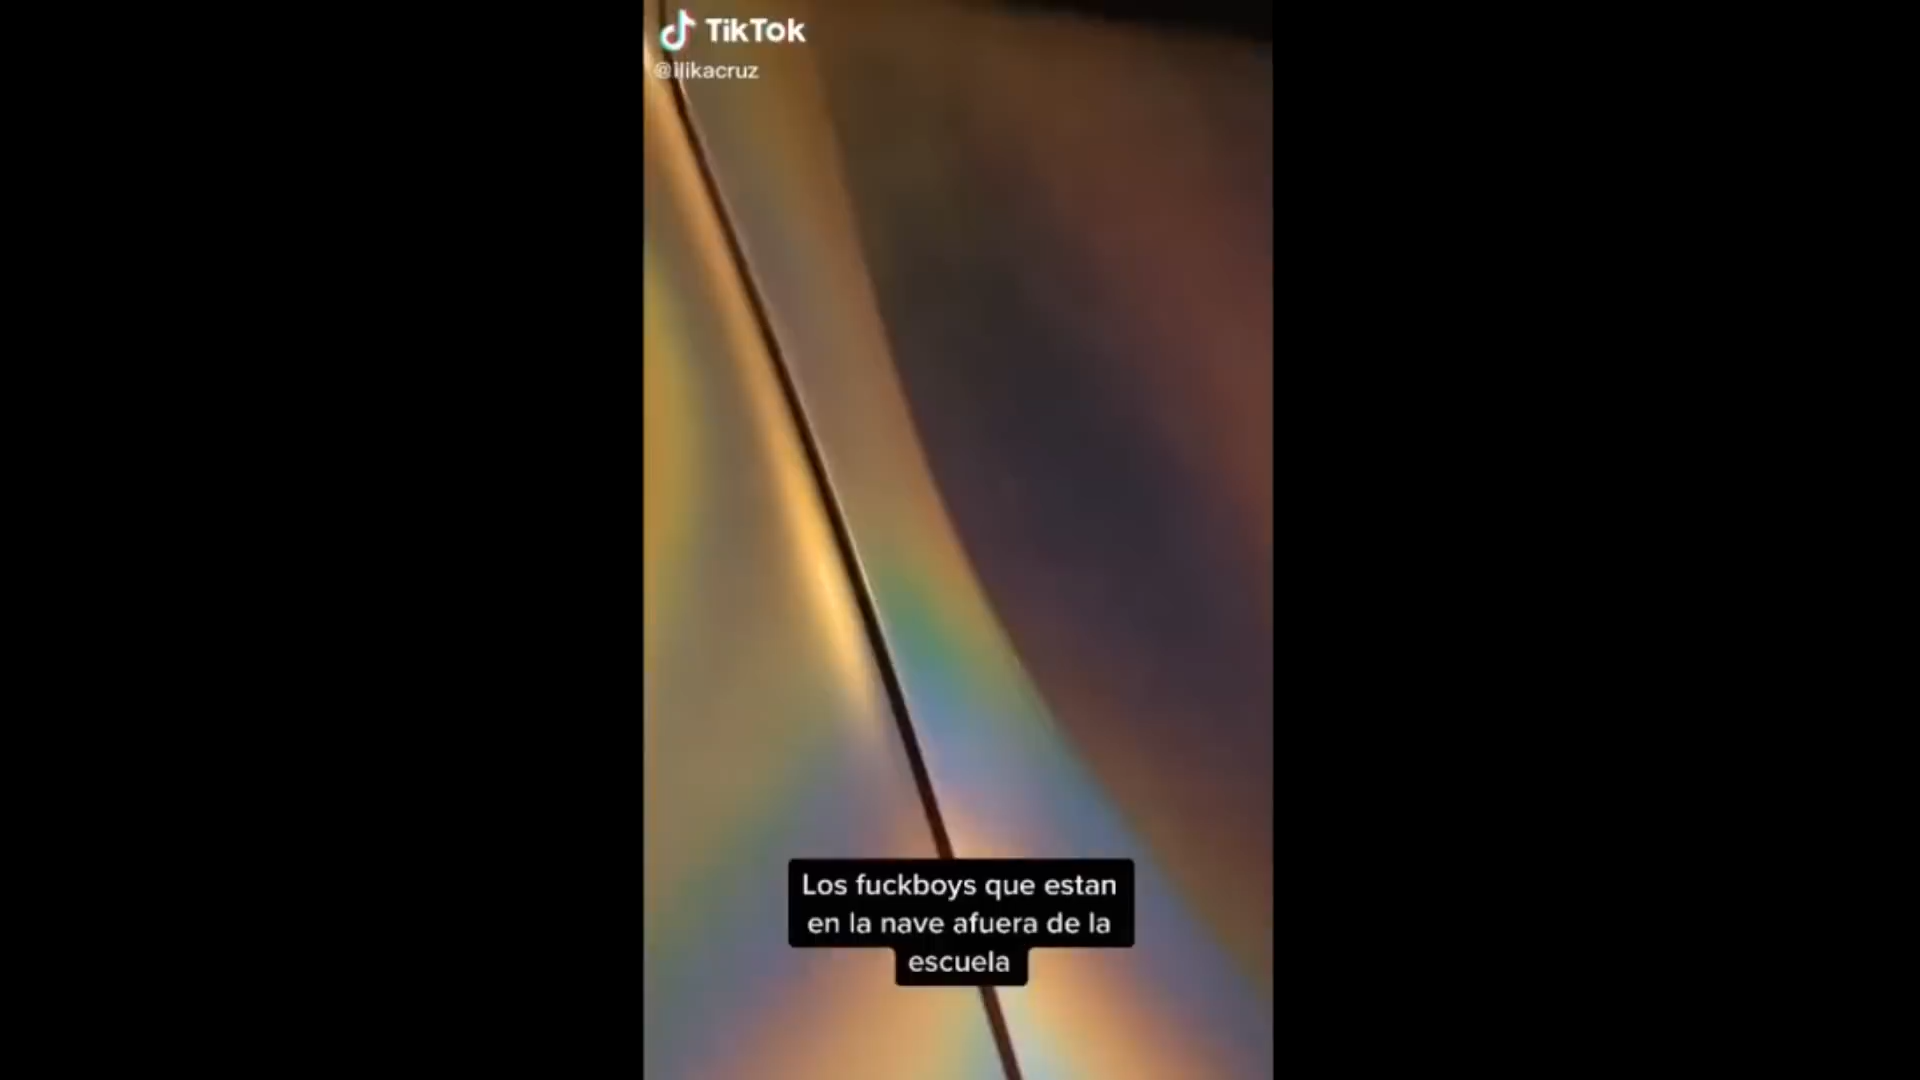 TikTok
@ilikacruz
Los fuckboys que estan
en la nave afuera de la
escuela